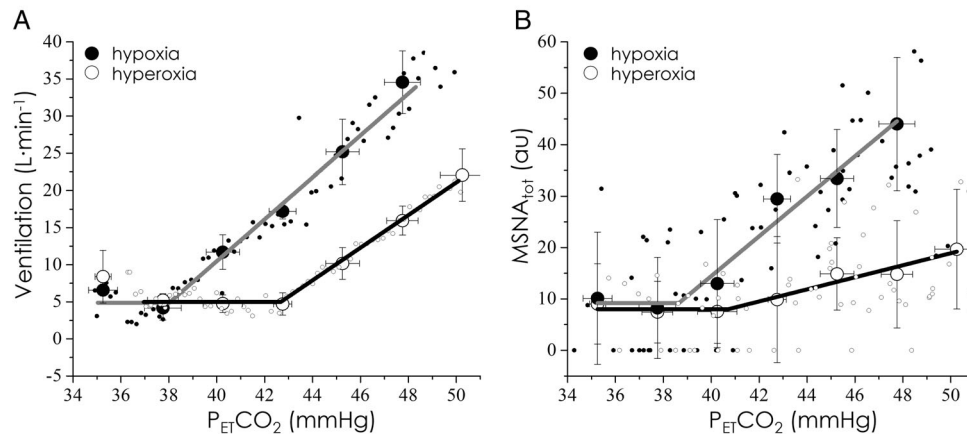 A
hypoxia
hyperoxia
Ventilation (L·min⁻¹)
40
35
30
25
20
15
10
5
0
-5
34 36 38 40 42 44 46 48 50
PETCO₂ (mmHg)
B
hypoxia
hyperoxia
MSNAtot (au)
60
50
40
30
20
10
0
34 36 38 40 42 44 46 48 50
PETCO₂ (mmHg)